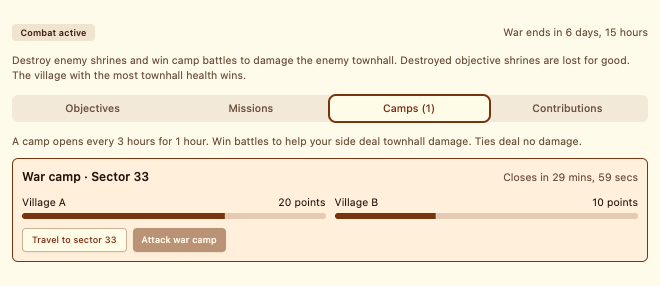 Combat active
War ends in 6 days, 15 hours
Destroy enemy shrines and win camp battles to damage the enemy townhall. Destroyed objective shrines are lost for good.
The village with the most townhall health wins.
Objectives
Missions
Camps (1)
Contributions
A camp opens every 3 hours for 1 hour. Win battles to help your side deal townhall damage. Ties deal no damage.
War camp · Sector 33
Closes in 29 mins, 59 secs
Village A
20 points
Village B
10 points
Travel to sector 33
Attack war camp